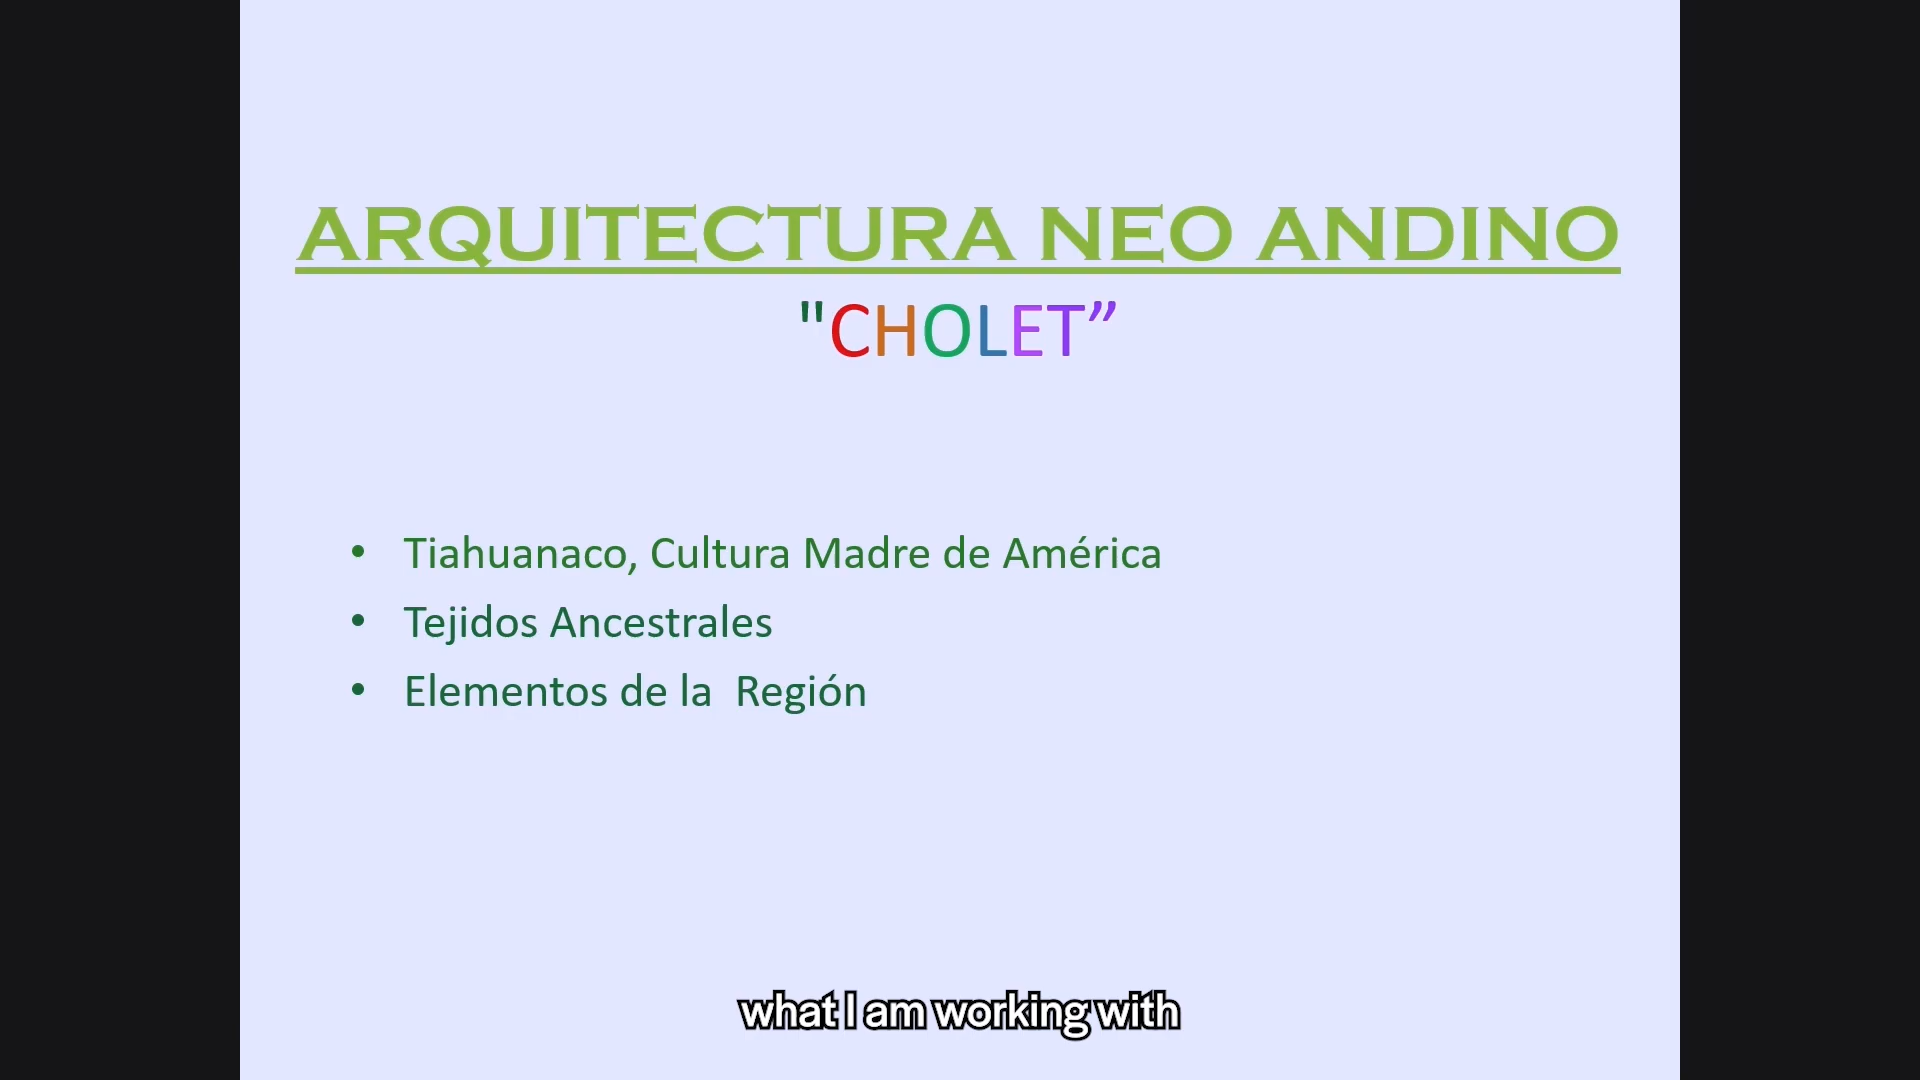 ARQUITECTURA NEO ANDINO
"CHOLET”
• Tiahuanaco, Cultura Madre de América
• Tejidos Ancestrales
• Elementos de la  Región
what I am working with